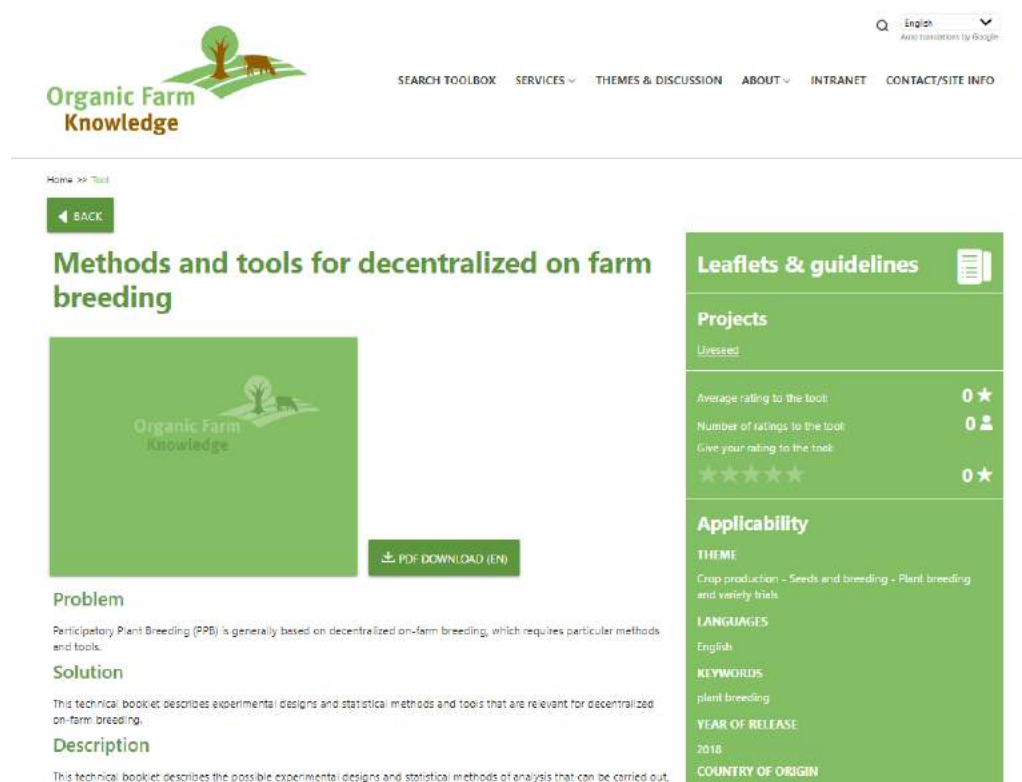 English
Auto translations by Google
Organic Farm
Knowledge
SEARCH TOOLBOX SERVICES THEMES & DISCUSSION ABOUT INTRANET CONTACT/SITE INFO
Home >> Tool
BACK
Methods and tools for decentralized on farm
breeding
Organic Farm
Knowledge
PDF DOWNLOAD (EN)
Problem
Participatory Plant Breeding (PPB) is generally based on decentralized on-farm breeding, which requires particular methods
and tools.
Solution
This technical booklet describes experimental designs and statistical methods and tools that are relevant for decentralized
on-farm breeding.
Description
This technical booklet describes the possible experimental designs and statistical methods of analysis that can be carried out,
Leaflets & guidelines
Projects
Liveseed
Average rating to the tool: 0
Number of ratings to the tool: 0
Give your rating to the tool:
0
Applicability
THEME
Crop production - Seeds and breeding - Plant breeding
and variety trials
LANGUAGES
English
KEYWORDS
plant breeding
YEAR OF RELEASE
2018
COUNTRY OF ORIGIN